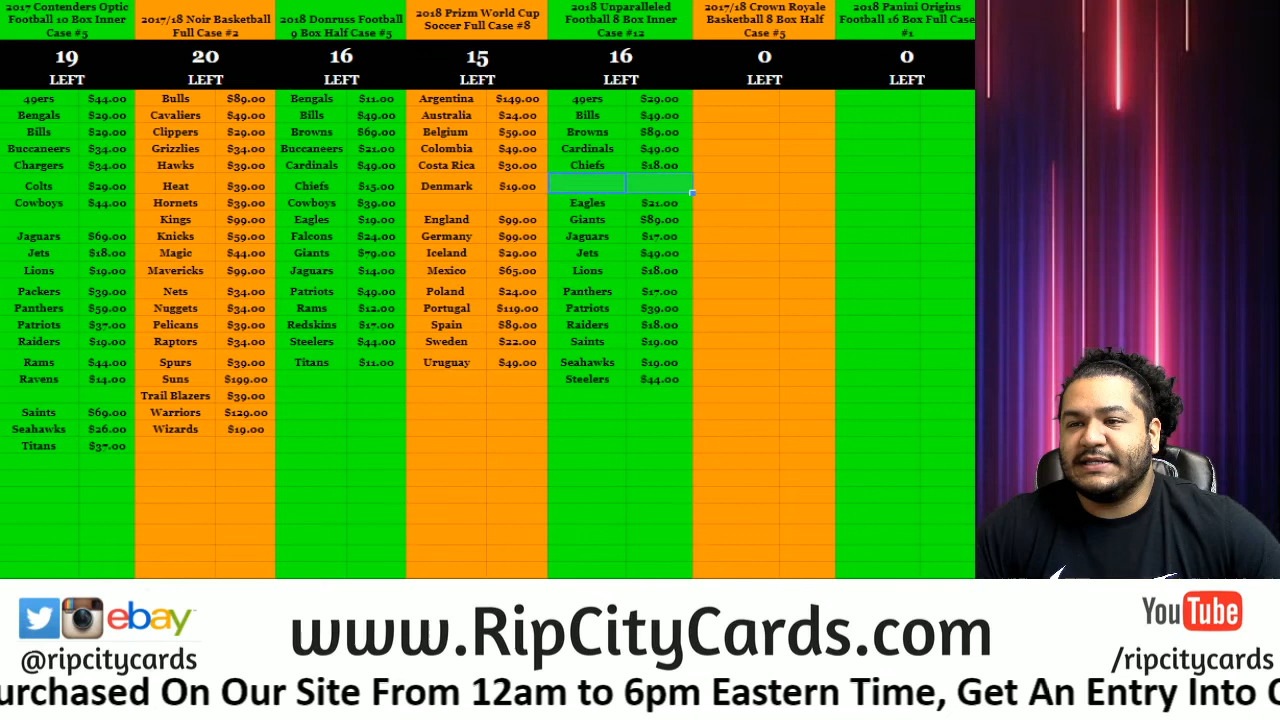 2017 Contenders Optic Football 10 Box Inner Case #5
19
LEFT
49ers $44.00
Bengals $29.00
Bills $29.00
Buccaneers $34.00
Chargers $34.00
Colts $29.00
Cowboys $44.00
Jaguars $69.00
Jets $18.00
Lions $19.00
Packers $39.00
Panthers $59.00
Patriots $37.00
Raiders $19.00
Rams $44.00
Ravens $14.00
Saints $69.00
Seahawks $26.00
Titans $37.00
2017/18 Noir Basketball Full Case #2
20
LEFT
Bulls $89.00
Cavaliers $49.00
Clippers $29.00
Grizzlies $34.00
Hawks $39.00
Heat $39.00
Hornets $39.00
Kings $99.00
Knicks $59.00
Magic $44.00
Mavericks $99.00
Nets $34.00
Nuggets $34.00
Pelicans $39.00
Raptors $34.00
Spurs $39.00
Suns $199.00
Trail Blazers $39.00
Warriors $129.00
Wizards $19.00
2018 Donruss Football 9 Box Half Case #5
16
LEFT
Bengals $11.00
Bills $49.00
Browns $69.00
Buccaneers $21.00
Cardinals $49.00
Chiefs $15.00
Cowboys $39.00
Eagles $19.00
Falcons $24.00
Giants $79.00
Jaguars $14.00
Patriots $49.00
Rams $12.00
Redskins $17.00
Steelers $44.00
Titans $11.00
2018 Prizm World Cup Soccer Full Case #8
15
LEFT
Argentina $149.00
Australia $24.00
Belgium $59.00
Colombia $49.00
Costa Rica $30.00
Denmark $19.00
England $99.00
Germany $99.00
Iceland $29.00
Mexico $65.00
Poland $24.00
Portugal $119.00
Spain $89.00
Sweden $22.00
Uruguay $49.00
2018 Unparalleled Football 8 Box Inner Case #12
16
LEFT
49ers $29.00
Bills $49.00
Browns $89.00
Cardinals $49.00
Chiefs $18.00
Eagles $21.00
Giants $89.00
Jaguars $17.00
Jets $49.00
Lions $18.00
Panthers $17.00
Patriots $39.00
Raiders $18.00
Saints $19.00
Seahawks $19.00
Steelers $44.00
2017/18 Crown Royale Basketball 8 Box Half Case #5
0
LEFT
2018 Panini Origins Football 16 Box Full Case #1
0
LEFT
ebay
@ripcitycards
www.RipCityCards.com
YouTube
/ripcitycards
urchased On Our Site From 12am to 6pm Eastern Time, Get An Entry Into